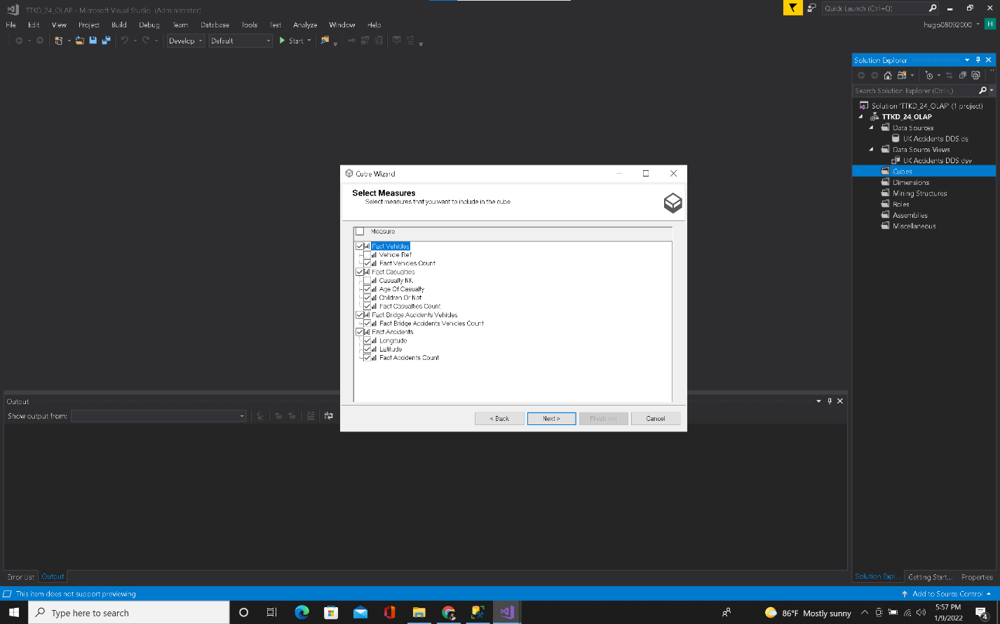 TTKD_24_OLAP - Microsoft Visual Studio (Administrator)
Quick Launch (Ctrl+Q)
File Edit View Project Build Debug Team Database Tools Test Analyze Window Help
hugo08092000
H
Develop
Default
Start
Solution Explorer
Search Solution Explorer (Ctrl+;)
Solution 'TTKD_24_OLAP' (1 project)
TTKD_24_OLAP
Data Sources
UK Accidents DDS.ds
Data Source Views
UK Accidents DDS.dsv
Cubes
Dimensions
Mining Structures
Roles
Assemblies
Miscellaneous
Cube Wizard
Select Measures
Select measures that you want to include in the cube
Measure
Fact Vehicles
Vehicle Ref
Fact Vehicles Count
Fact Casualties
Casualty NK
Age Of Casualty
Children Or Not
Fact Casualties Count
Fact Bridge Accidents Vehicles
Fact Bridge Accidents Vehicles Count
Fact Accidents
Longitude
Latitude
Fact Accidents Count
< Back
Next >
Finish >>|
Cancel
Output
Show output from:
Error List
Output
Solution Expl...
Getting Start...
Properties
This item does not support previewing
Add to Source Control
Type here to search
86°F Mostly sunny
5:57 PM
1/9/2022
4